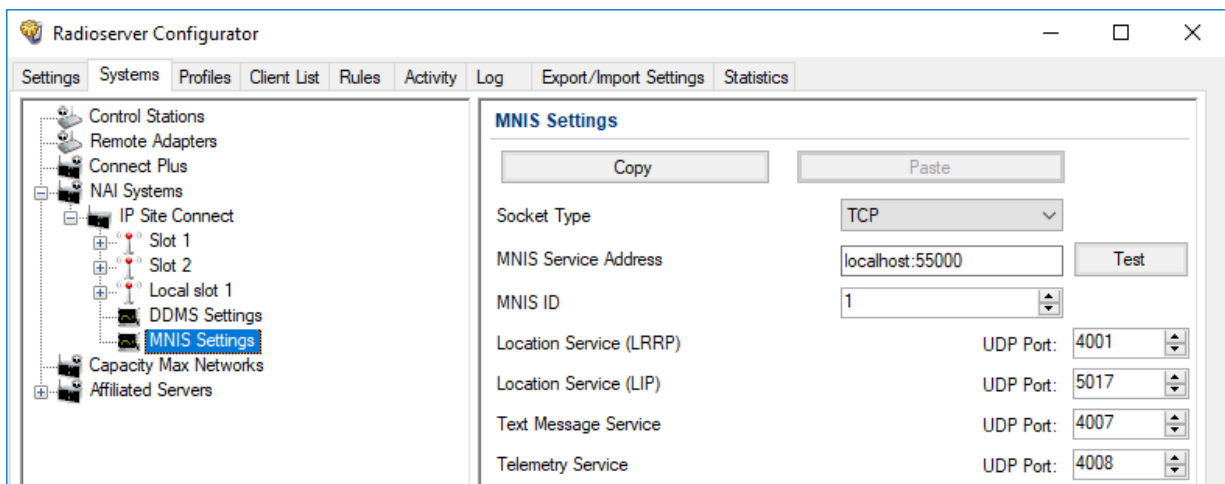 Radioserver Configurator
Settings Systems Profiles Client List Rules Activity Log Export/Import Settings Statistics
Control Stations
Remote Adapters
Connect Plus
NAI Systems
IP Site Connect
Slot 1
Slot 2
Local slot 1
DDMS Settings
MNIS Settings
Capacity Max Networks
Affiliated Servers
MNIS Settings
Copy Paste
Socket Type TCP
MNIS Service Address localhost:55000 Test
MNIS ID 1
Location Service (LRRP) UDP Port: 4001
Location Service (LIP) UDP Port: 5017
Text Message Service UDP Port: 4007
Telemetry Service UDP Port: 4008